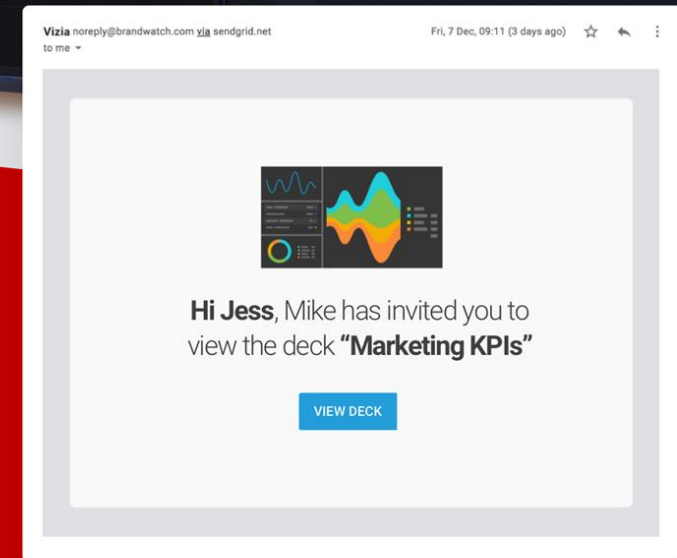 Vizia noreply@brandwatch.com via sendgrid.net
Fri, 7 Dec, 09:11 (3 days ago)
to me
Hi Jess, Mike has invited you to
view the deck “Marketing KPIs”
VIEW DECK